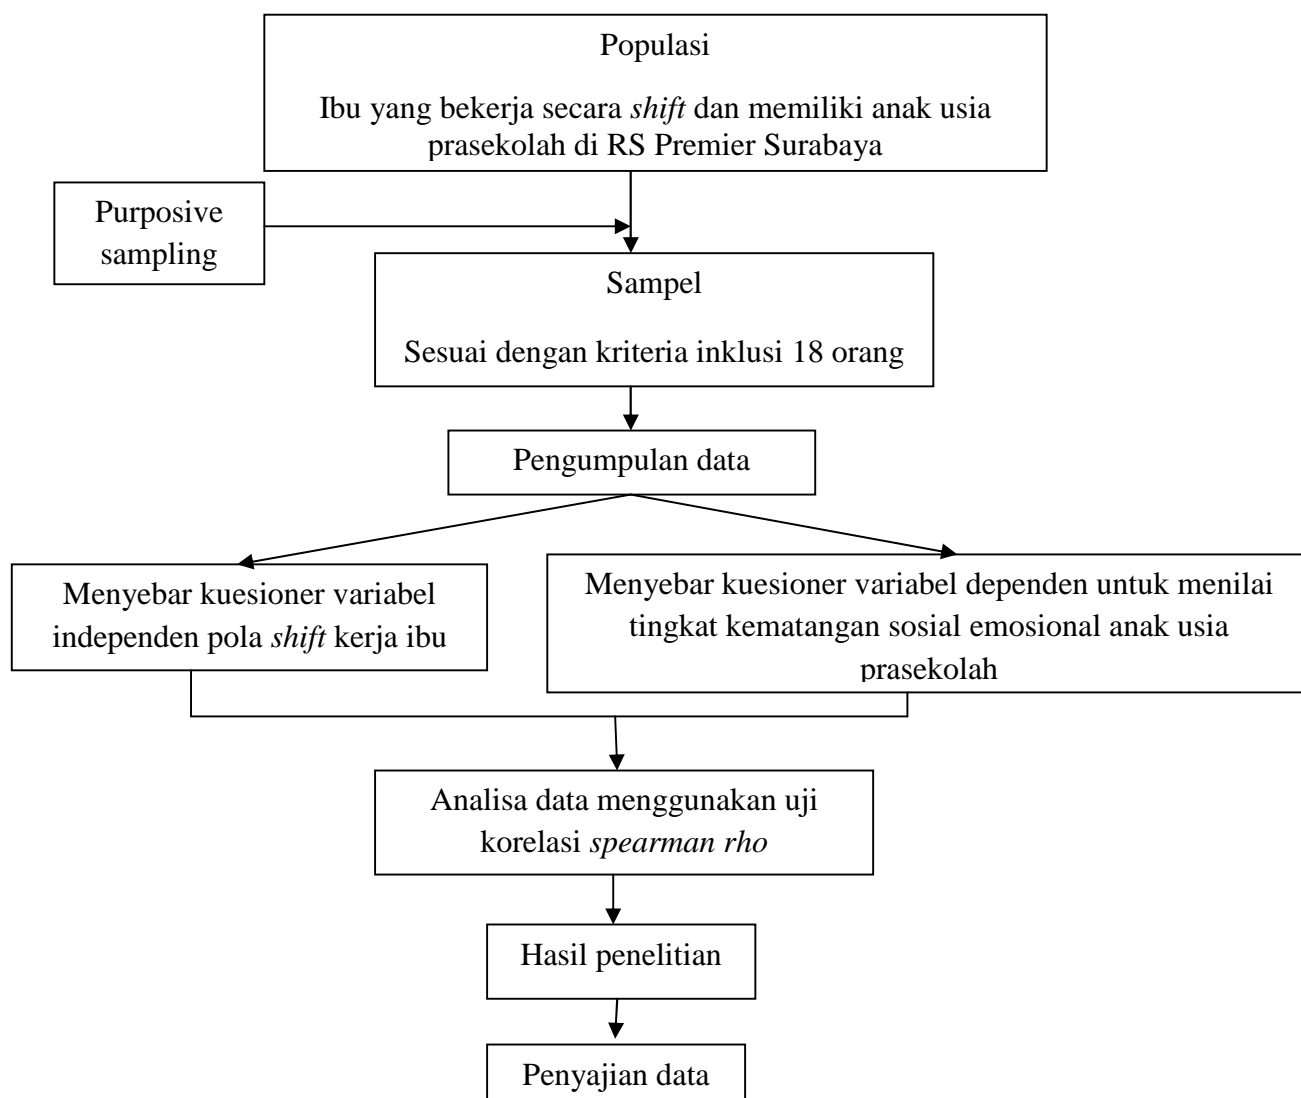 Populasi
Ibu yang bekerja secara shift dan memiliki anak usia
prasekolah di RS Premier Surabaya
Purposive
sampling
Sampel
Sesuai dengan kriteria inklusi 18 orang
Pengumpulan data
Menyebar kuesioner variabel
independen pola shift kerja ibu
Menyebar kuesioner variabel dependen untuk menilai
tingkat kematangan sosial emosional anak usia
prasekolah
Analisa data menggunakan uji
korelasi spearman rho
Hasil penelitian
Penyajian data